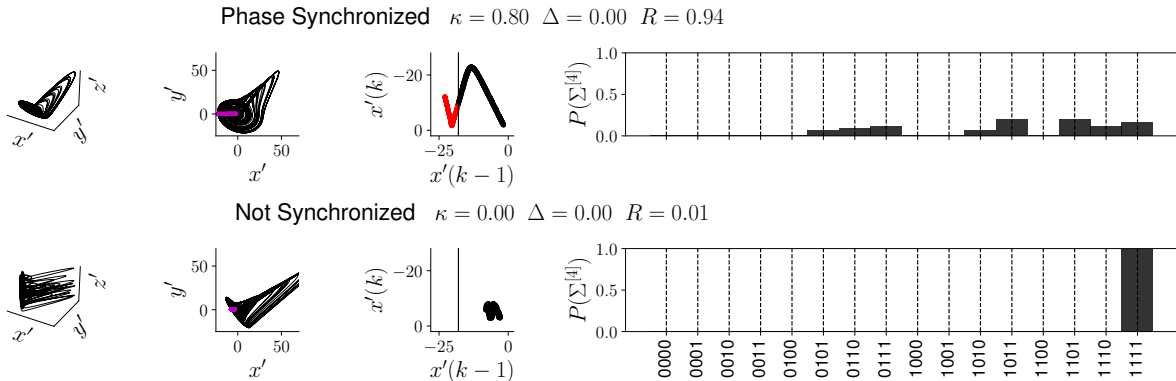 Phase Synchronized κ = 0.80 Δ = 0.00 R = 0.94
x′
y′
z′
y′
50
0
0
50
x′
x′(k)
−20
0
−25
0
x′(k − 1)
P(Σ^[4])
1.0
0.5
0.0
Not Synchronized κ = 0.00 Δ = 0.00 R = 0.01
x′
y′
z′
y′
50
0
0
50
x′
x′(k)
−20
0
−25
0
x′(k − 1)
P(Σ^[4])
1.0
0.5
0.0
0000
0001
0010
0011
0100
0101
0110
0111
1000
1001
1010
1011
1100
1101
1110
1111